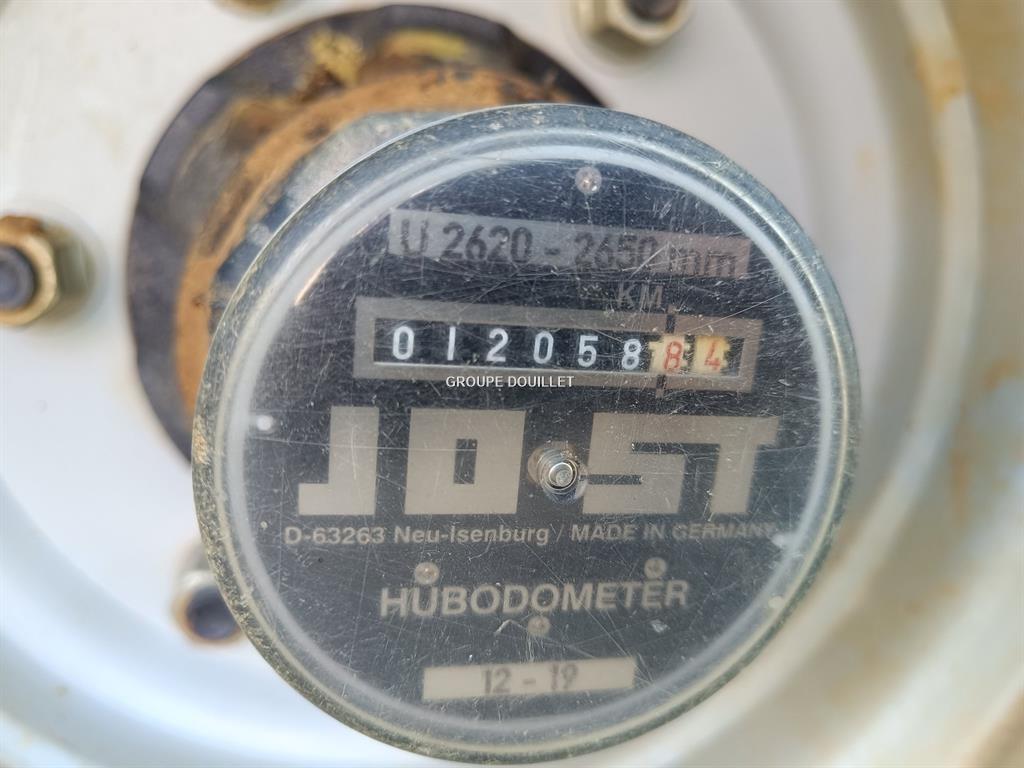 U 2620 - 2650 mm
KM
01205884
GROUPE DOUILLET
JOST
D-63263 Neu-Isenburg / MADE IN GERMANY
HUBODOMETER
12 - 19